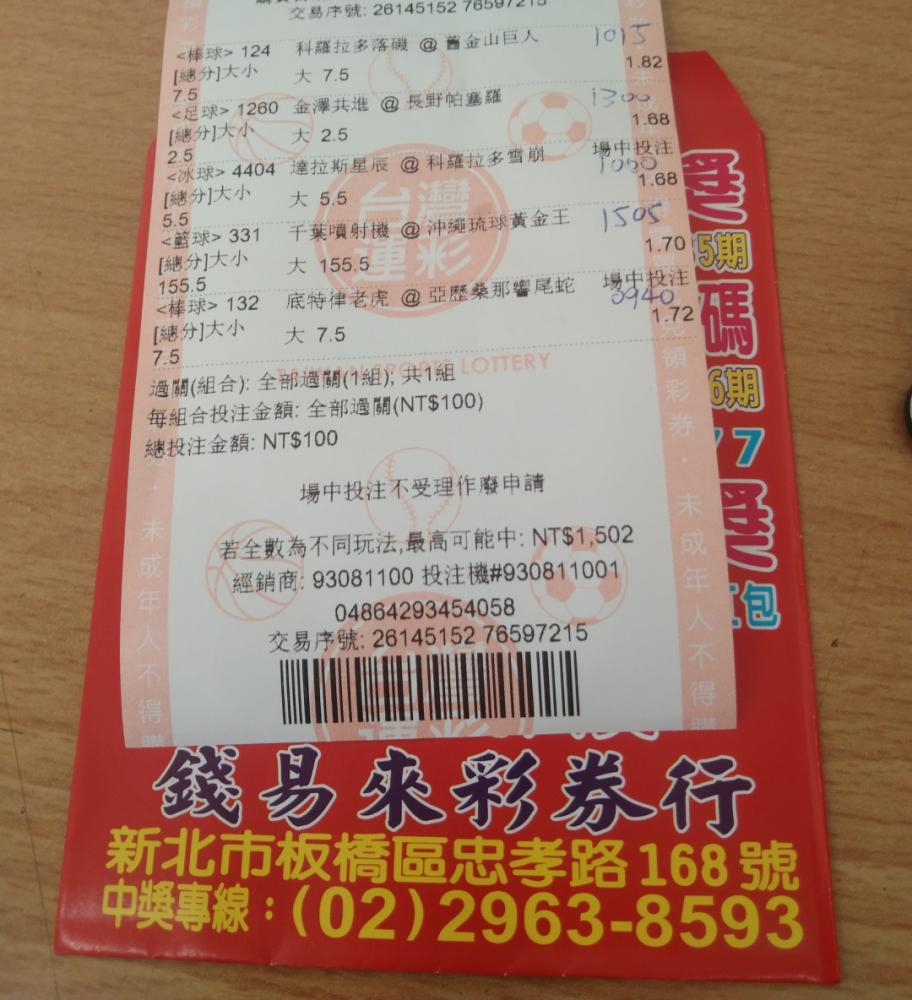 交易序號: 26145152 76597215
<棒球> 124 科羅拉多落磯 @ 舊金山巨人 1015
[總分]大小 大 7.5 1.82
7.5
<足球> 1260 金澤共進 @ 長野帕塞羅 1300
[總分]大小 大 2.5 1.68
2.5
<冰球> 4404 達拉斯星辰 @ 科羅拉多雪崩 場中投注
[總分]大小 大 5.5 1.68
5.5
<籃球> 331 千葉噴射機 @ 沖繩琉球黃金王 1505
[總分]大小 大 155.5 1.70
155.5
<棒球> 132 底特律老虎 @ 亞歷桑那響尾蛇 場中投注
[總分]大小 大 7.5 0940 1.72
7.5
TAIWAN SPORTS LOTTERY
過關(組合): 全部過關(1組); 共1組
每組合投注金額: 全部過關(NT$100)
總投注金額: NT$100
場中投注不受理作廢申請
若全數為不同玩法,最高可能中: NT$1,502
經銷商: 93081100 投注機#930811001
04864293454058
交易序號: 26145152 76597215
台灣
運彩
領彩券・未成年人不得購
未成年人不得購
獎
5期
碼
6期
77
獎
包
錢易來彩券行
新北市板橋區忠孝路168號
中獎專線：(02)2963-8593